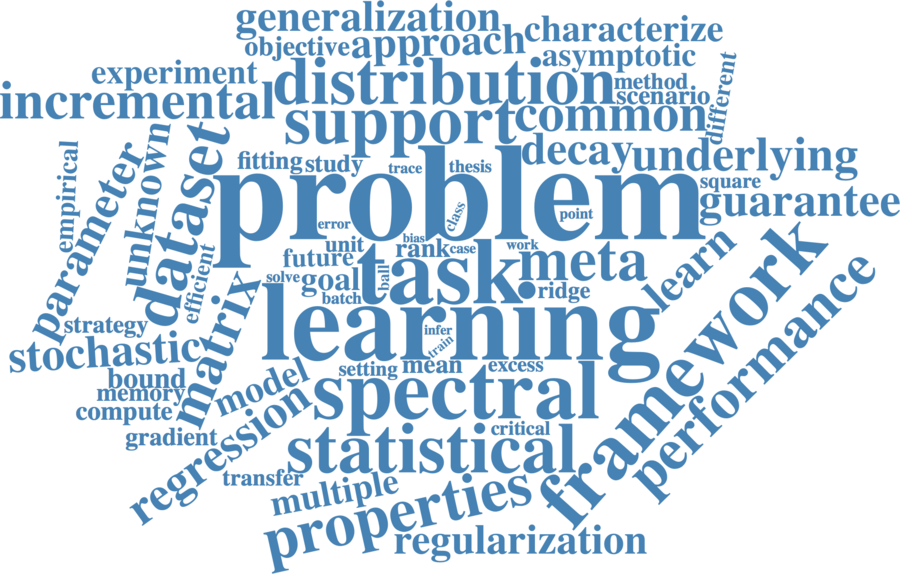 generalization
characterize
objective
approach
asymptotic
experiment
distribution
method
different
incremental
scenario
support
common
empirical
parameter
unknown
dataset
fitting
study
trace
thesis
decay
underlying
problem
square
guarantee
error
class
point
efficient
unit
bias
rank
case
work
future
task
meta
learn
solve
goal
ball
batch
ridge
strategy
matrix
learning
infer
train
framework
performance
stochastic
setting
mean
excess
bound
memory
model
spectral
compute
gradient
regression
critical
statistical
transfer
multiple
properties
regularization